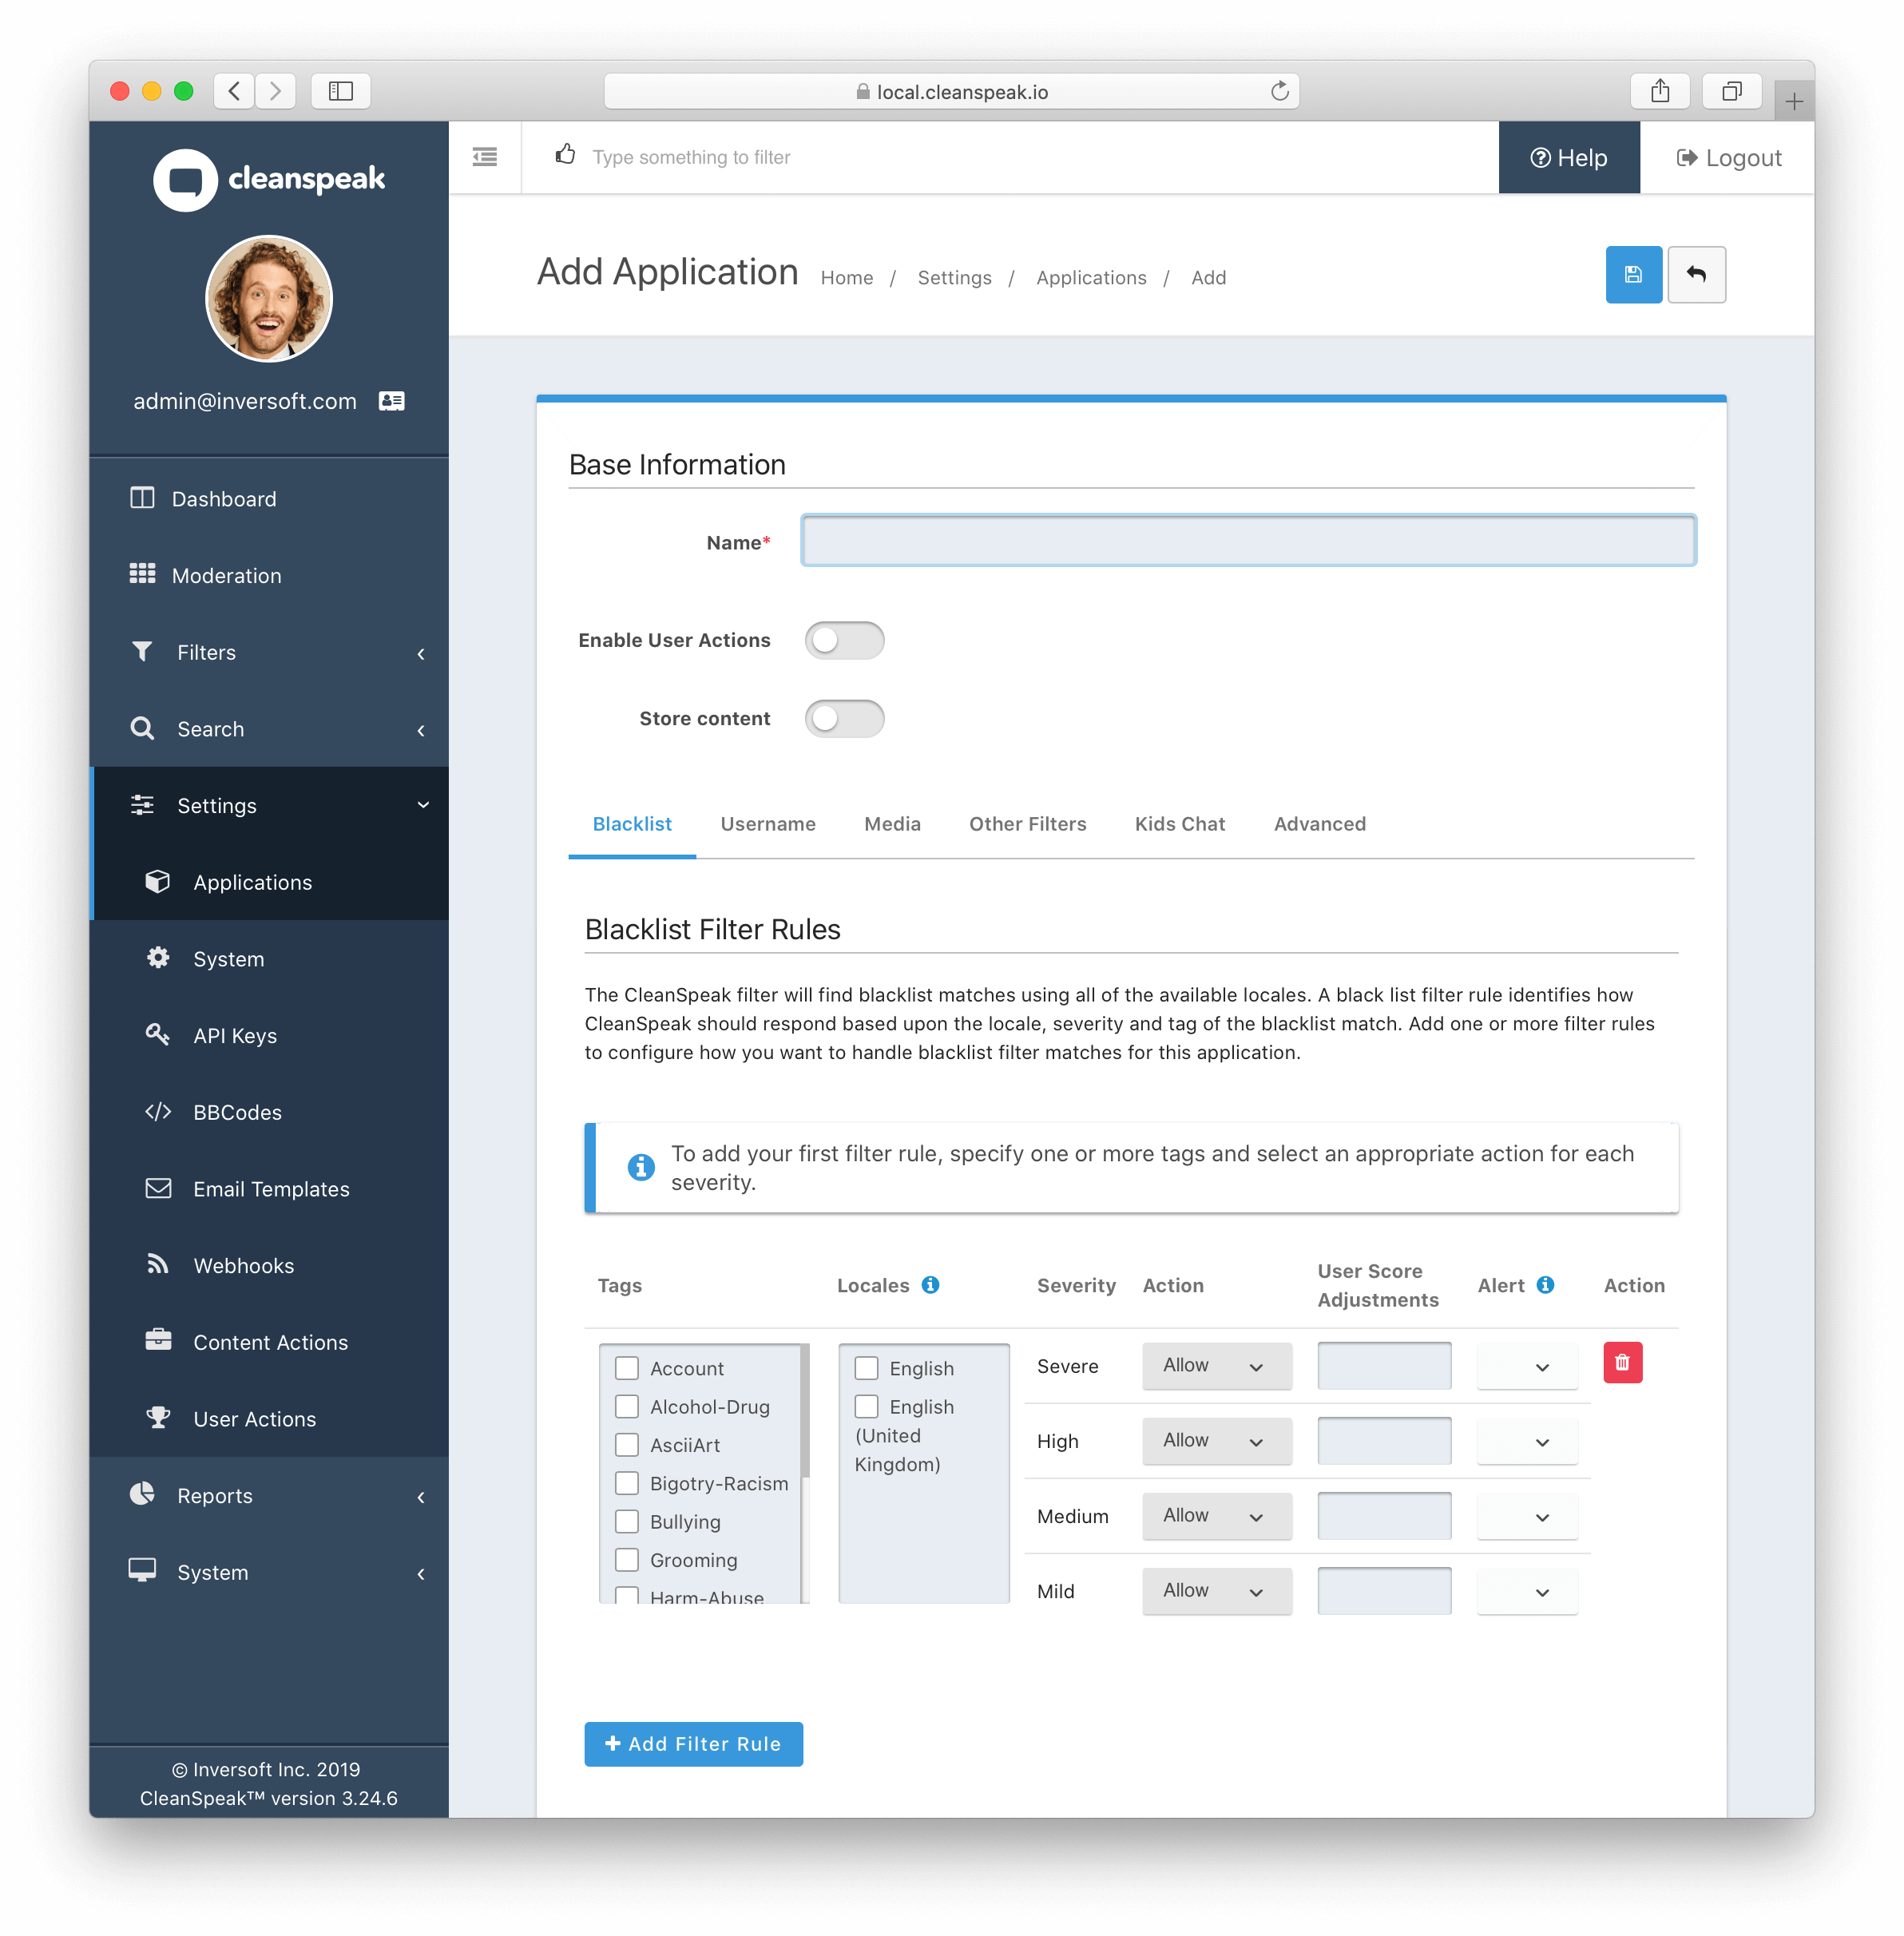 local.cleanspeak.io
cleanspeak
admin@inversoft.com
Dashboard
Moderation
Filters
Search
Settings
Applications
System
API Keys
BBCodes
Email Templates
Webhooks
Content Actions
User Actions
Reports
System
© Inversoft Inc. 2019
CleanSpeak™ version 3.24.6
Type something to filter
Help
Logout
Add Application
Home / Settings / Applications / Add
Base Information
Name*
Enable User Actions
Store content
Blacklist Username Media Other Filters Kids Chat Advanced
Blacklist Filter Rules
The CleanSpeak filter will find blacklist matches using all of the available locales. A black list filter rule identifies how
CleanSpeak should respond based upon the locale, severity and tag of the blacklist match. Add one or more filter rules
to configure how you want to handle blacklist filter matches for this application.
To add your first filter rule, specify one or more tags and select an appropriate action for each
severity.
Tags
Locales
Severity
Action
User Score
Adjustments
Alert
Action
Account
Alcohol-Drug
AsciiArt
Bigotry-Racism
Bullying
Grooming
Harm-Abuse
English
English
(United
Kingdom)
Severe Allow
High Allow
Medium Allow
Mild Allow
Add Filter Rule